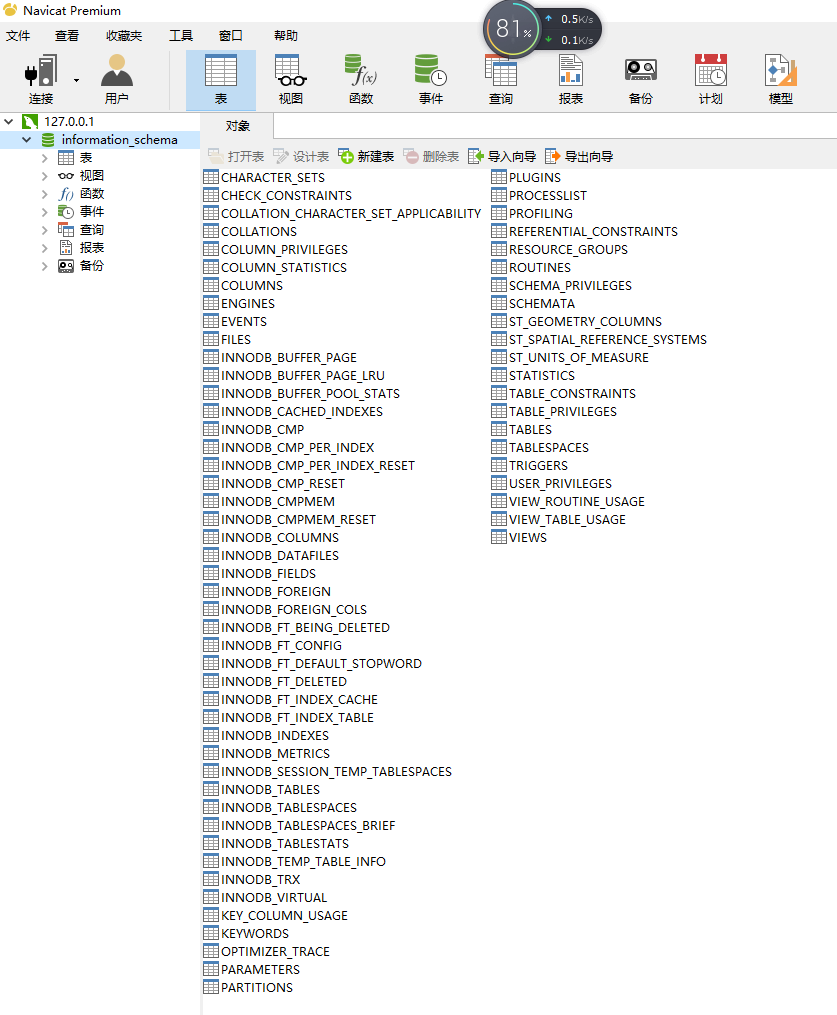 Navicat Premium
文件 查看 收藏夹 工具 窗口 帮助
81%
0.5K/s
0.1K/s
连接 用户 表 视图 函数 事件 查询 报表 备份 计划 模型
127.0.0.1
information_schema
表
视图
函数
事件
查询
报表
备份
对象
打开表 设计表 新建表 删除表 导入向导 导出向导
CHARACTER_SETS
CHECK_CONSTRAINTS
COLLATION_CHARACTER_SET_APPLICABILITY
COLLATIONS
COLUMN_PRIVILEGES
COLUMN_STATISTICS
COLUMNS
ENGINES
EVENTS
FILES
INNODB_BUFFER_PAGE
INNODB_BUFFER_PAGE_LRU
INNODB_BUFFER_POOL_STATS
INNODB_CACHED_INDEXES
INNODB_CMP
INNODB_CMP_PER_INDEX
INNODB_CMP_PER_INDEX_RESET
INNODB_CMP_RESET
INNODB_CMPMEM
INNODB_CMPMEM_RESET
INNODB_COLUMNS
INNODB_DATAFILES
INNODB_FIELDS
INNODB_FOREIGN
INNODB_FOREIGN_COLS
INNODB_FT_BEING_DELETED
INNODB_FT_CONFIG
INNODB_FT_DEFAULT_STOPWORD
INNODB_FT_DELETED
INNODB_FT_INDEX_CACHE
INNODB_FT_INDEX_TABLE
INNODB_INDEXES
INNODB_METRICS
INNODB_SESSION_TEMP_TABLESPACES
INNODB_TABLES
INNODB_TABLESPACES
INNODB_TABLESPACES_BRIEF
INNODB_TABLESTATS
INNODB_TEMP_TABLE_INFO
INNODB_TRX
INNODB_VIRTUAL
KEY_COLUMN_USAGE
KEYWORDS
OPTIMIZER_TRACE
PARAMETERS
PARTITIONS
PLUGINS
PROCESSLIST
PROFILING
REFERENTIAL_CONSTRAINTS
RESOURCE_GROUPS
ROUTINES
SCHEMA_PRIVILEGES
SCHEMATA
ST_GEOMETRY_COLUMNS
ST_SPATIAL_REFERENCE_SYSTEMS
ST_UNITS_OF_MEASURE
STATISTICS
TABLE_CONSTRAINTS
TABLE_PRIVILEGES
TABLES
TABLESPACES
TRIGGERS
USER_PRIVILEGES
VIEW_ROUTINE_USAGE
VIEW_TABLE_USAGE
VIEWS